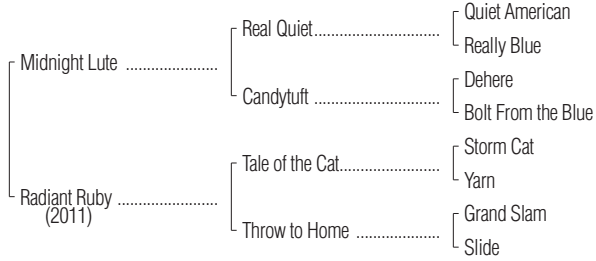 Quiet American
Real Quiet
Really Blue
Midnight Lute
Dehere
Candytuft
Bolt From the Blue
Storm Cat
Tale of the Cat
Yarn
Radiant Ruby
(2011)
Grand Slam
Throw to Home
Slide